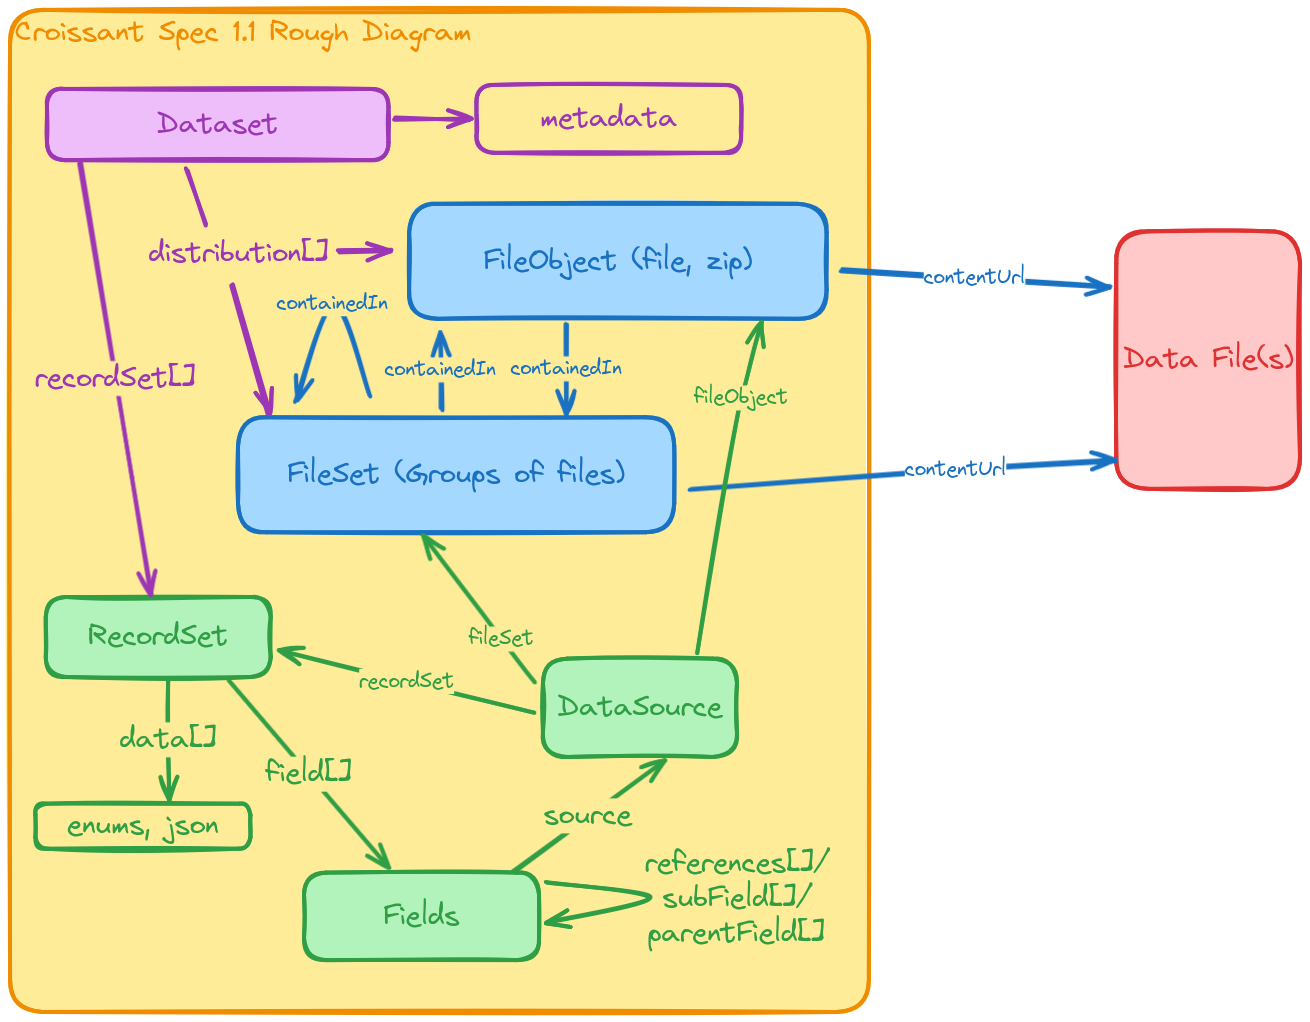 Croissant Spec 1.1 Rough Diagram
Dataset
metadata
distribution[]
FileObject (file, zip)
contentUrl
containedIn
containedIn
containedIn
Data File(s)
recordSet[]
fileObject
FileSet (Groups of files)
contentUrl
RecordSet
fileSet
recordSet
DataSource
data[]
field[]
enums, json
source
references[]/
subField[]/
parentField[]
Fields